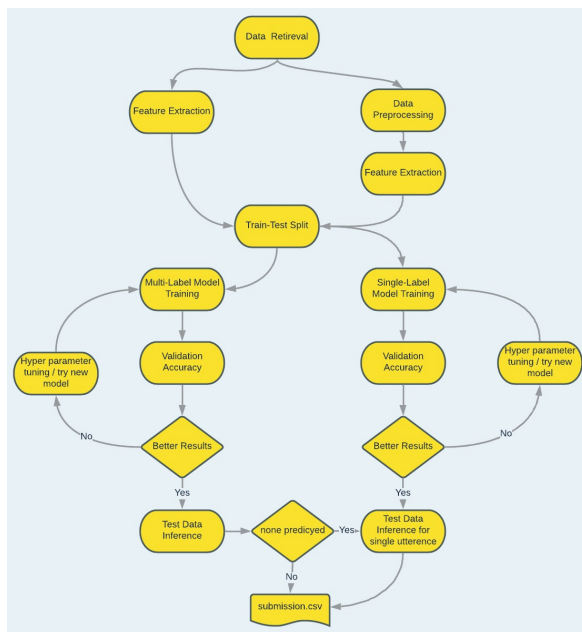 Data Retireval
Feature Extraction
Data
Preprocessing
Feature Extraction
Train-Test Split
Multi-Label Model
Training
Single-Label
Model Training
Hyper parameter
tuning / try new
model
Validation
Accuracy
Validation
Accuracy
Hyper parameter
tuning / try new
model
No
Better Results
Better Results
No
Yes
Yes
Test Data
Inference
none predicyed
Yes
Test Data
Inference for
single utterence
No
submission.csv